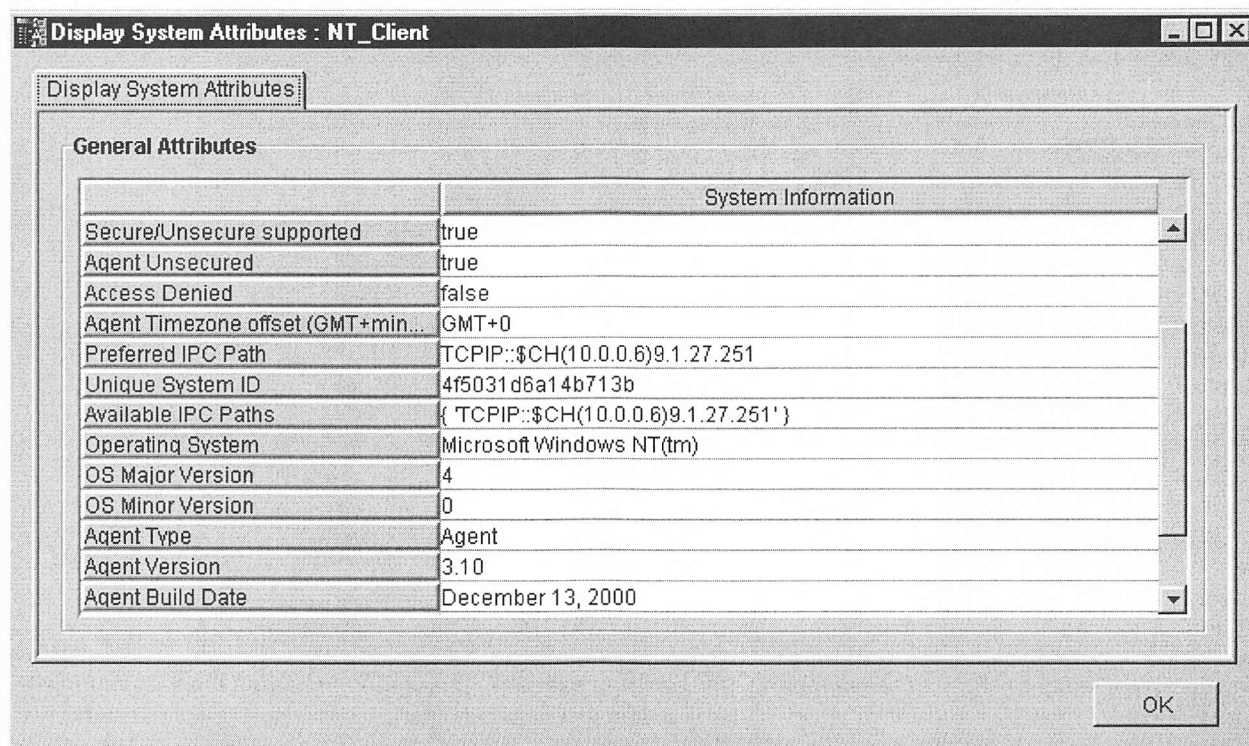 Display System Attributes : NT_Client
Display System Attributes
General Attributes
System Information
Secure/Unsecure supported true
Agent Unsecured true
Access Denied false
Agent Timezone offset (GMT+min... GMT+0
Preferred IPC Path TCPIP::$CH(10.0.0.6)9.1.27.251
Unique System ID 4f5031d6a14b713b
Available IPC Paths { 'TCPIP::$CH(10.0.0.6)9.1.27.251' }
Operating System Microsoft Windows NT(tm)
OS Major Version 4
OS Minor Version 0
Agent Type Agent
Agent Version 3.10
Agent Build Date December 13, 2000
OK